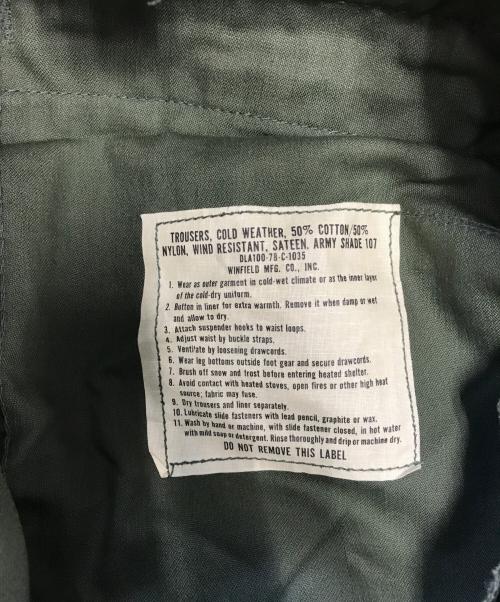 TROUSERS, COLD WEATHER, 50% COTTON/50%
NYLON, WIND RESISTANT, SATEEN, ARMY SHADE 107
DLA100-78-C-1035
WINFIELD MFG. CO., INC.
1. Wear as outer garment in cold-wet climate or as the inner layer
of the cold-dry uniform.
2. Button in liner for extra warmth. Remove it when damp or wet
and allow to dry.
3. Attach suspender hooks to waist loops.
4. Adjust waist by buckle straps.
5. Ventilate by loosening drawcords.
6. Wear leg bottoms outside foot gear and secure drawcords.
7. Brush off snow and frost before entering heated shelter.
8. Avoid contact with heated stoves, open fires or other high heat
source; fabric may fuse.
9. Dry trousers and liner separately.
10. Lubricate slide fasteners with lead pencil, graphite or wax.
11. Wash by hand or machine, with slide fastener closed, in hot water
with mild soap or detergent. Rinse thoroughly and drip or machine dry.
DO NOT REMOVE THIS LABEL